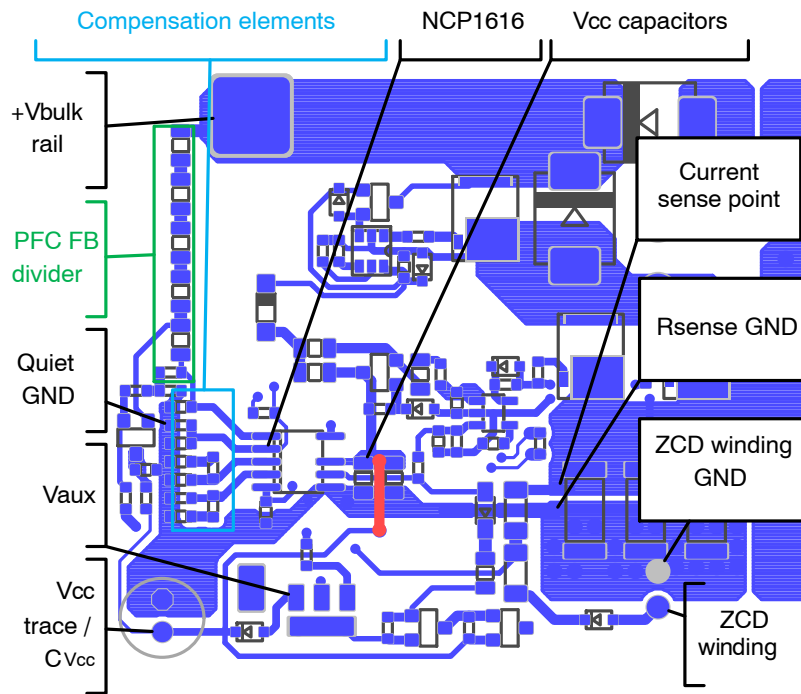 Compensation elements
NCP1616
Vcc capacitors
+Vbulk
rail
Current
sense point
PFC FB
divider
Rsense GND
Quiet
GND
ZCD winding
GND
Vaux
Vcc
trace /
CVcc
ZCD
winding